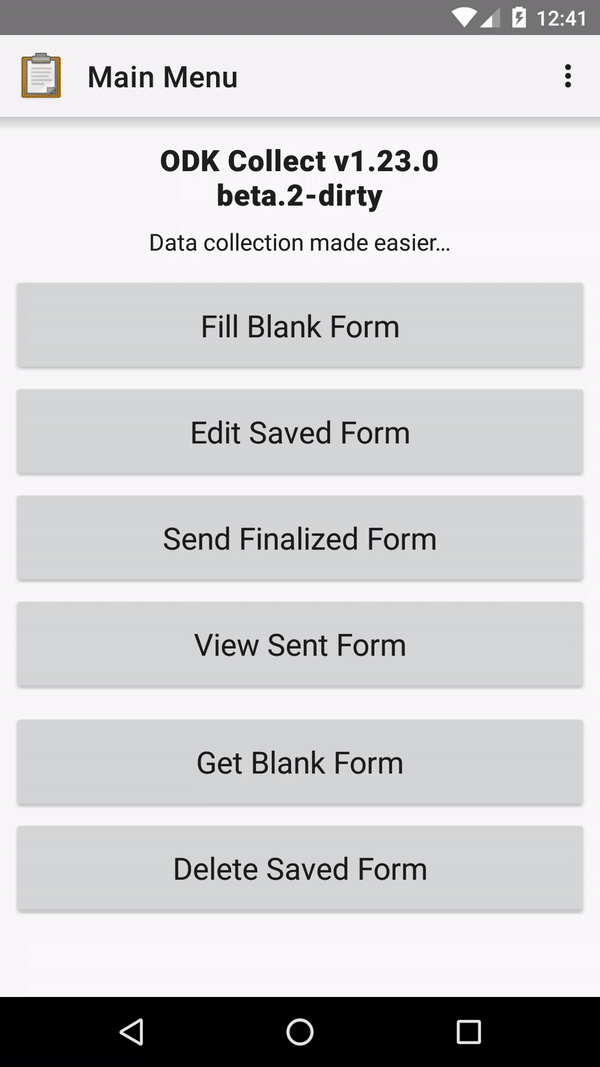 12:41
Main Menu
ODK Collect v1.23.0
beta.2-dirty
Data collection made easier...
Fill Blank Form
Edit Saved Form
Send Finalized Form
View Sent Form
Get Blank Form
Delete Saved Form